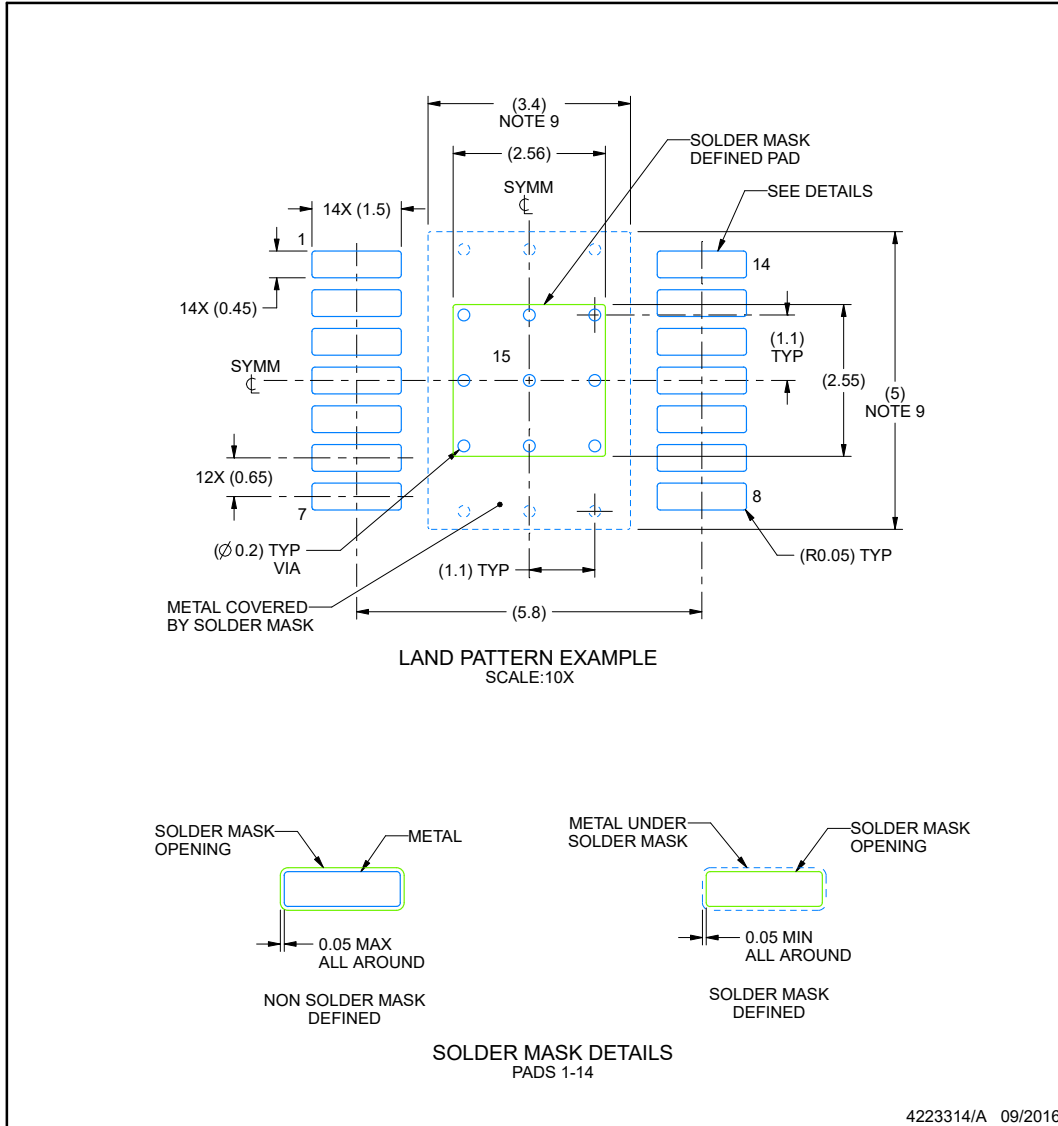 (3.4)
NOTE 9
(2.56)
SOLDER MASK
DEFINED PAD
SYMM
℄
SEE DETAILS
14X (1.5)
1
14
14X (0.45)
15
(1.1)
TYP
SYMM
℄
(2.55)
(5)
NOTE 9
12X (0.65)
7
8
(Ø 0.2) TYP
VIA
(1.1) TYP
(R0.05) TYP
METAL COVERED
BY SOLDER MASK
(5.8)
LAND PATTERN EXAMPLE
SCALE:10X
SOLDER MASK
OPENING
METAL
0.05 MAX
ALL AROUND
NON SOLDER MASK
DEFINED
METAL UNDER
SOLDER MASK
SOLDER MASK
OPENING
0.05 MIN
ALL AROUND
SOLDER MASK
DEFINED
SOLDER MASK DETAILS
PADS 1-14
4223314/A 09/2016